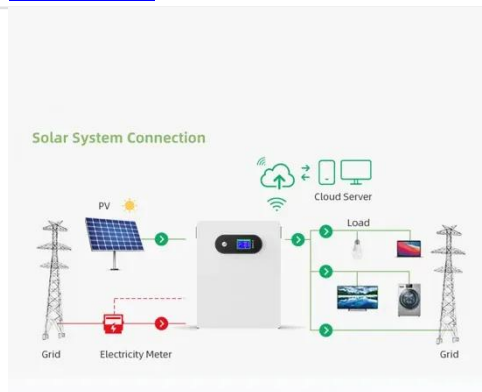 Solar System Connection
Cloud Server
PV
Load
Grid
Electricity Meter
Grid